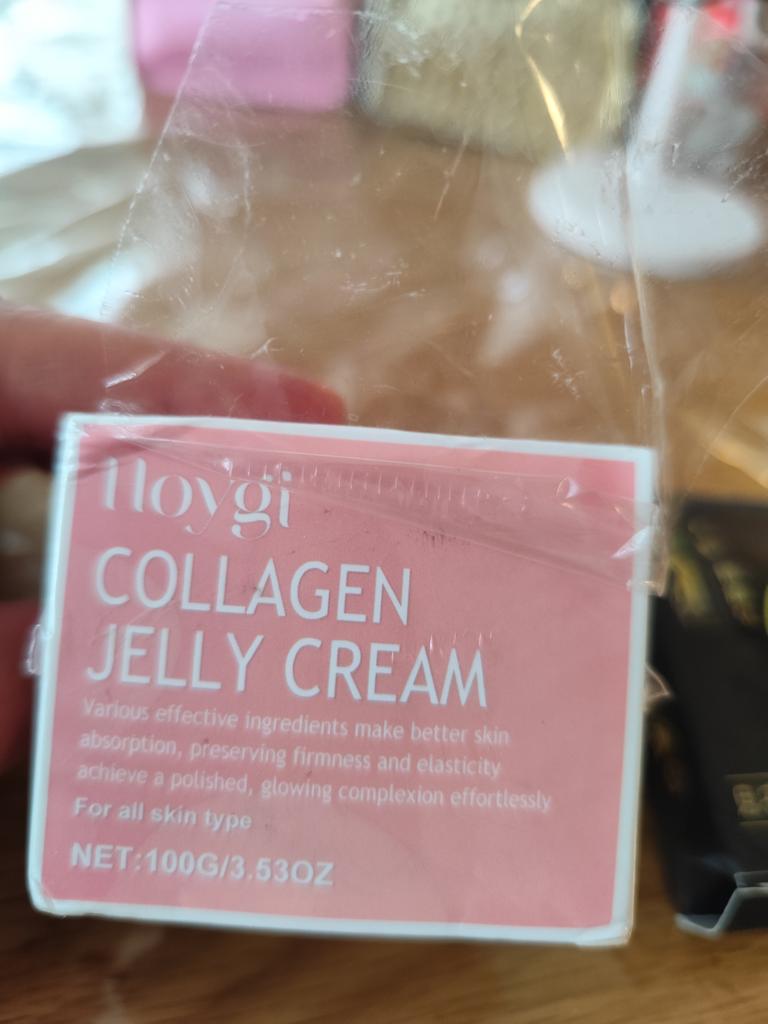 Hoygi
COLLAGEN
JELLY CREAM
Various effective ingredients make better skin
absorption, preserving firmness and elasticity
achieve a polished, glowing complexion effortlessly
For all skin type
NET:100G/3.53OZ